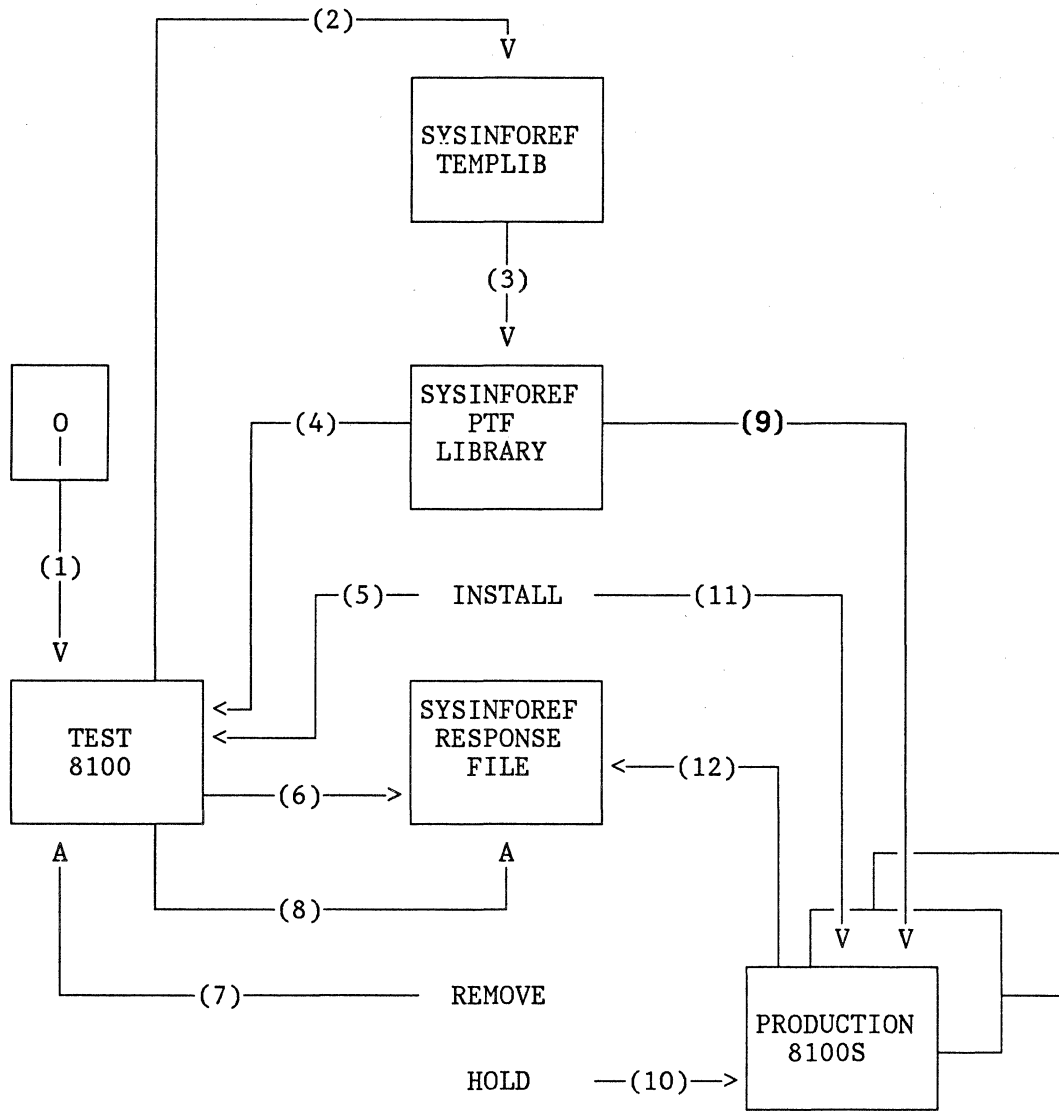 (2)
V
SYSINFOREF
TEMPLIB
(3)
V
O
SYSINFOREF
PTF
LIBRARY
(4)
(9)
(1)
V
(5)
INSTALL
(11)
<
<
TEST
8100
SYSINFOREF
RESPONSE
FILE
<
(12)
(6)
>
A
A
(8)
V
V
(7)
REMOVE
PRODUCTION
8100S
HOLD
(10)
>